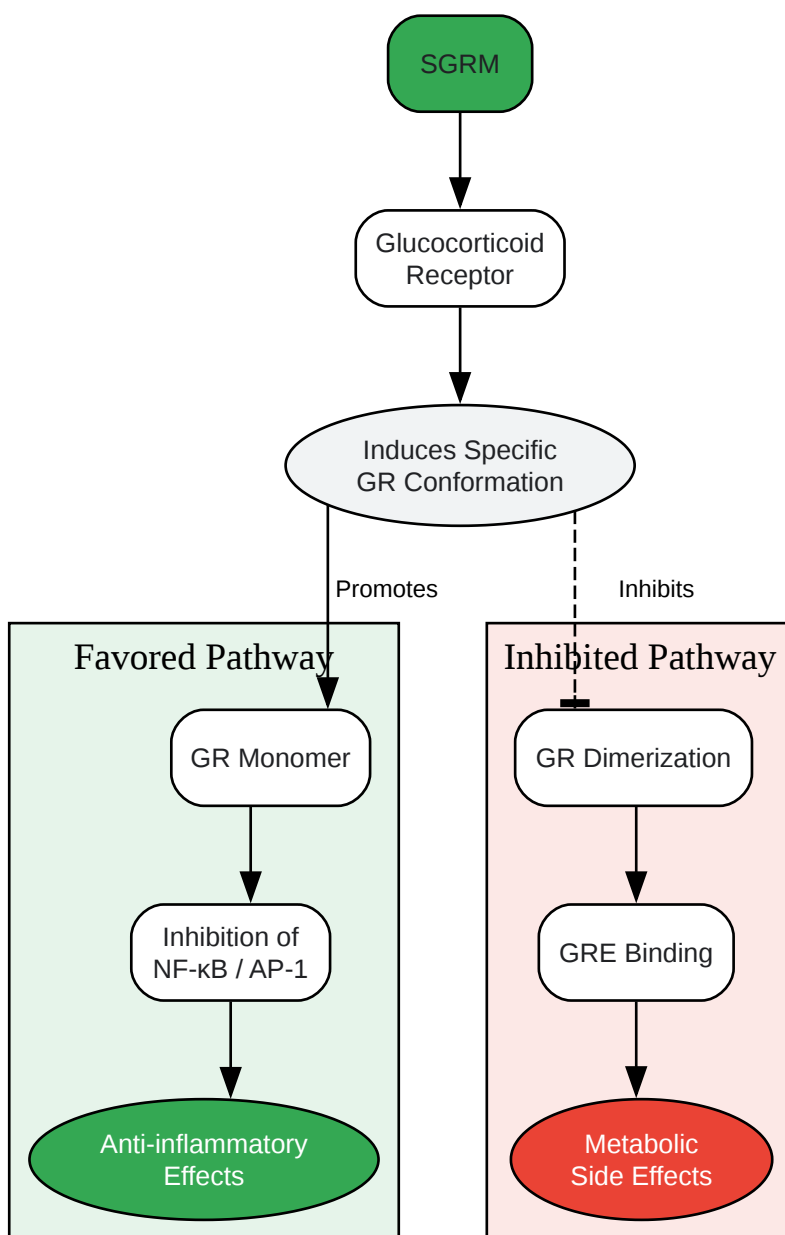 SGRM
Glucocorticoid
Receptor
Induces Specific
GR Conformation
Promotes
Inhibits
Favored Pathway
Inhibited Pathway
GR Monomer
GR Dimerization
Inhibition of
NF-κB / AP-1
GRE Binding
Anti-inflammatory
Effects
Metabolic
Side Effects